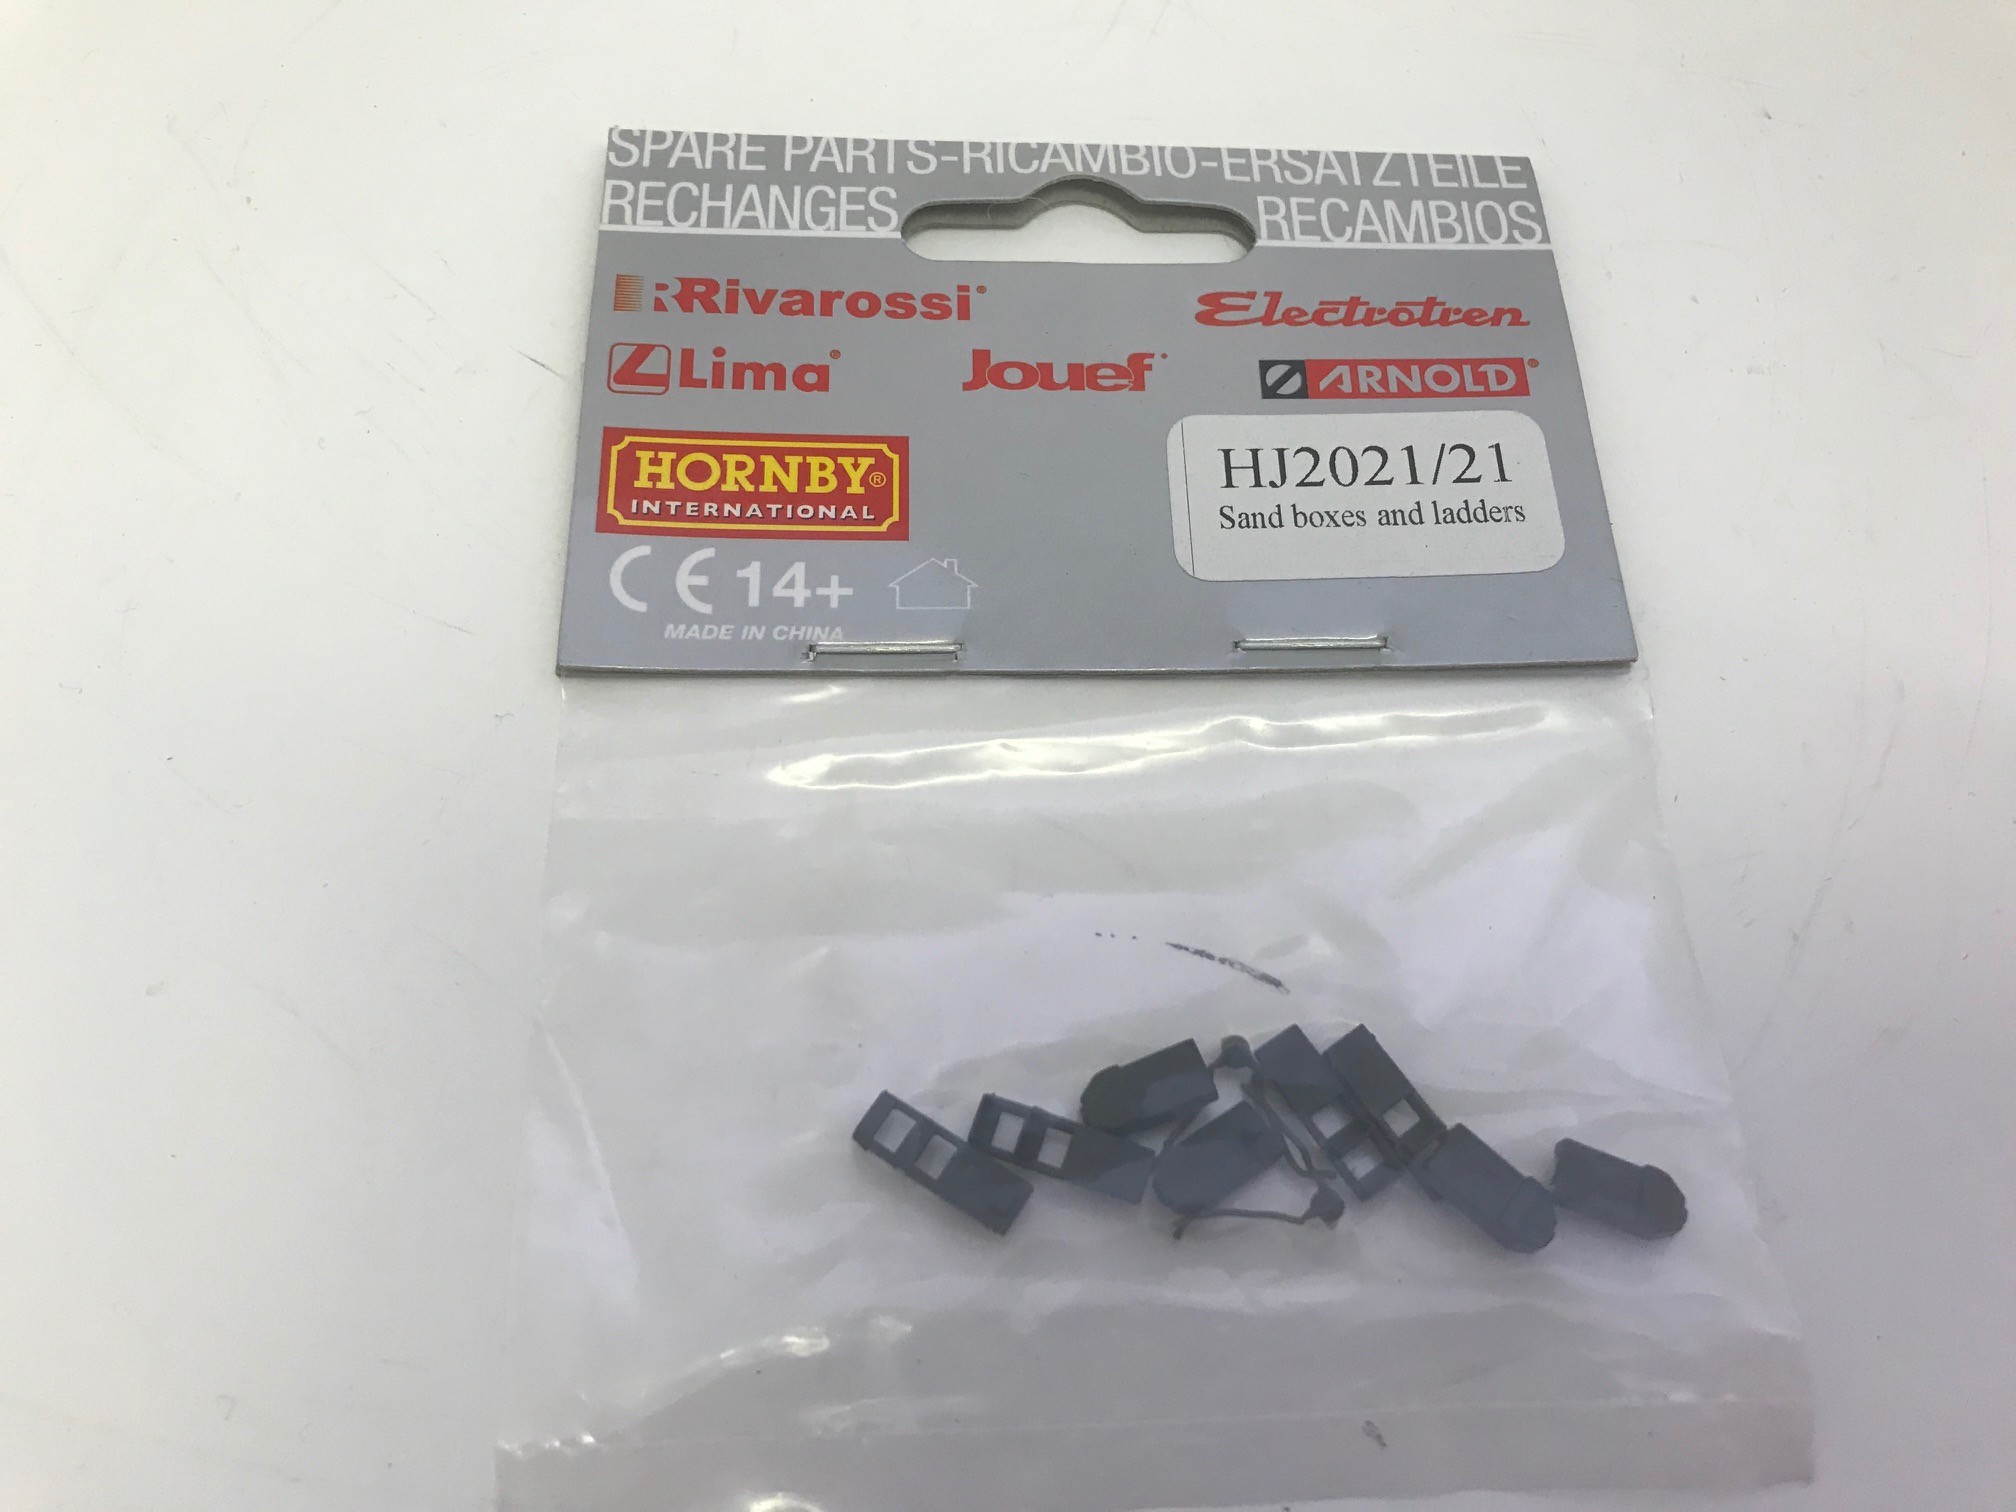 SPARE PARTS-RICAMBIO-ERSATZTEILE
RECHANGES RECAMBIOS
Rivarossi® Electrotren
Lima® Jouef® ARNOLD®
HORNBY®
INTERNATIONAL
HJ2021/21
Sand boxes and ladders
CE 14+
MADE IN CHINA